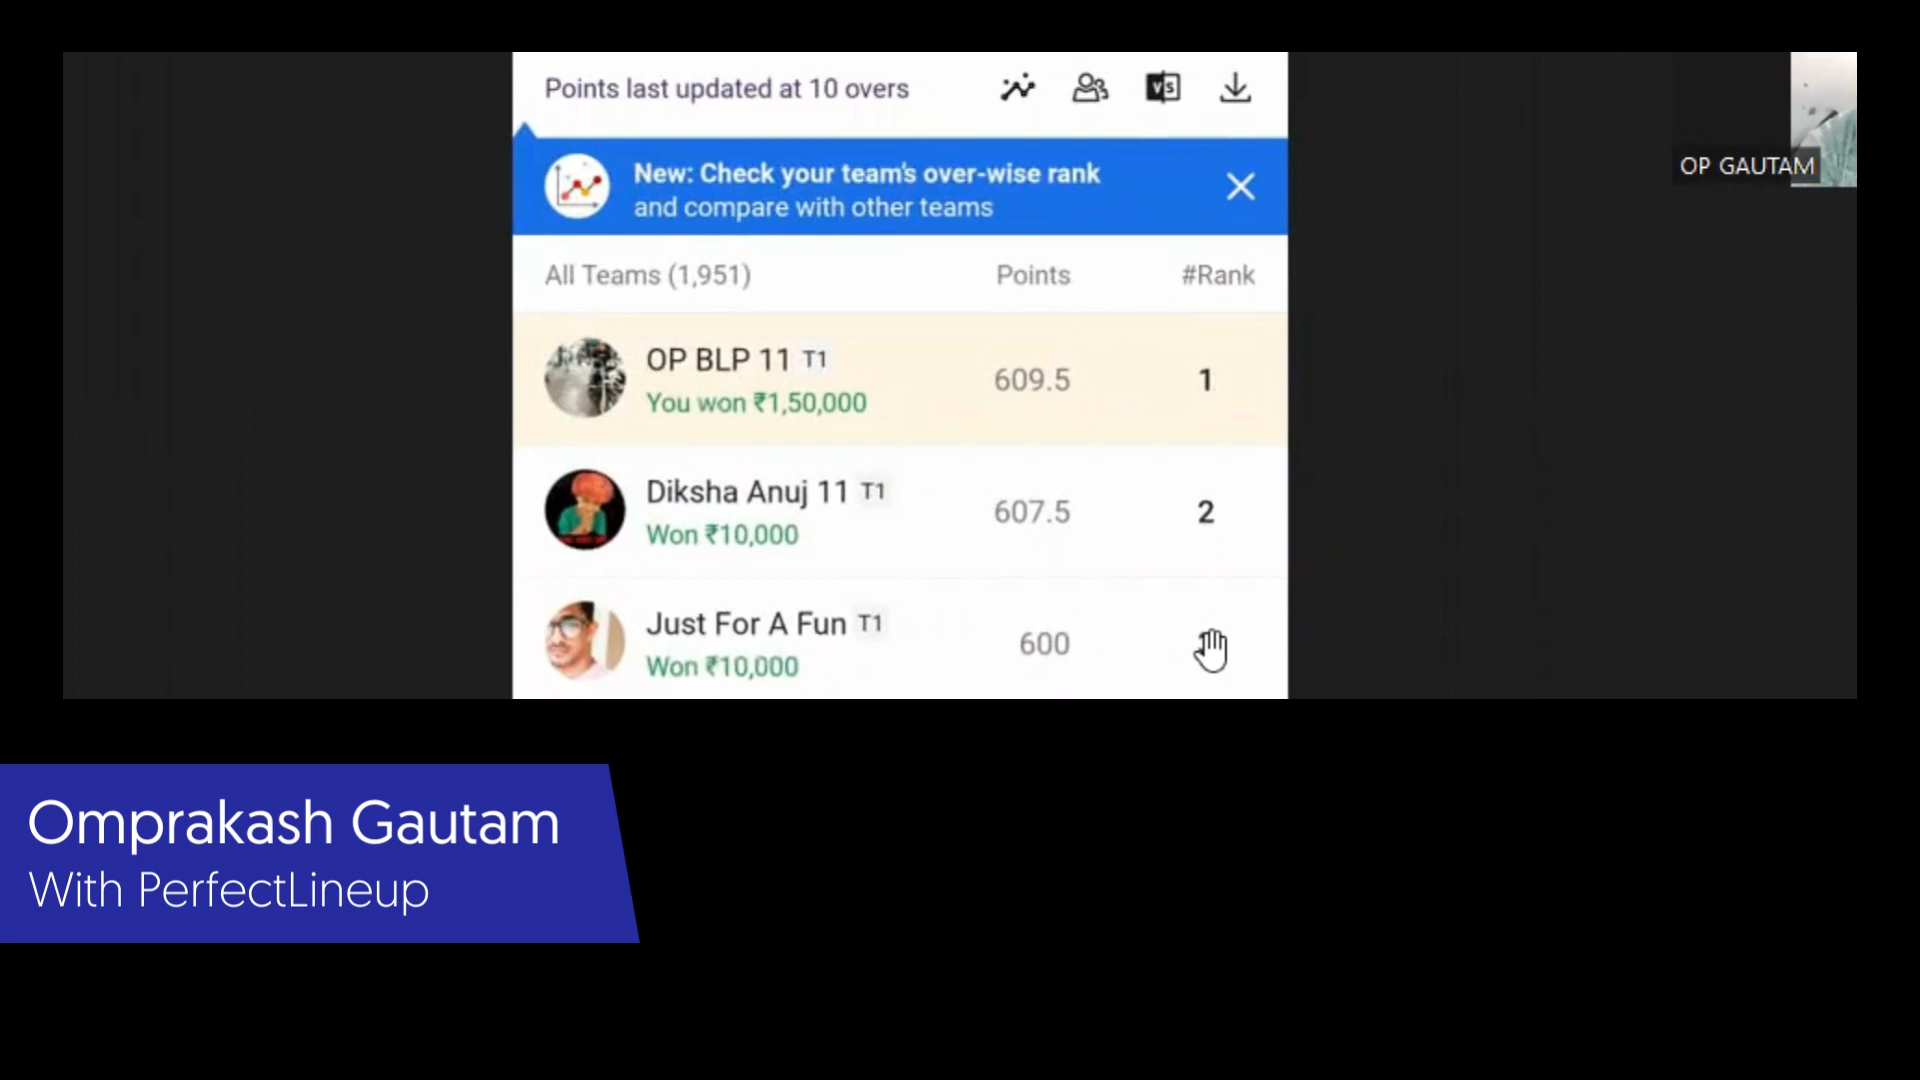 Points last updated at 10 overs
VS
New: Check your team's over-wise rank
and compare with other teams
All Teams (1,951) Points #Rank
OP BLP 11 T1 609.5 1
You won ₹1,50,000
Diksha Anuj 11 T1 607.5 2
Won ₹10,000
Just For A Fun T1 600
Won ₹10,000
OP GAUTAM
Omprakash Gautam
With PerfectLineup